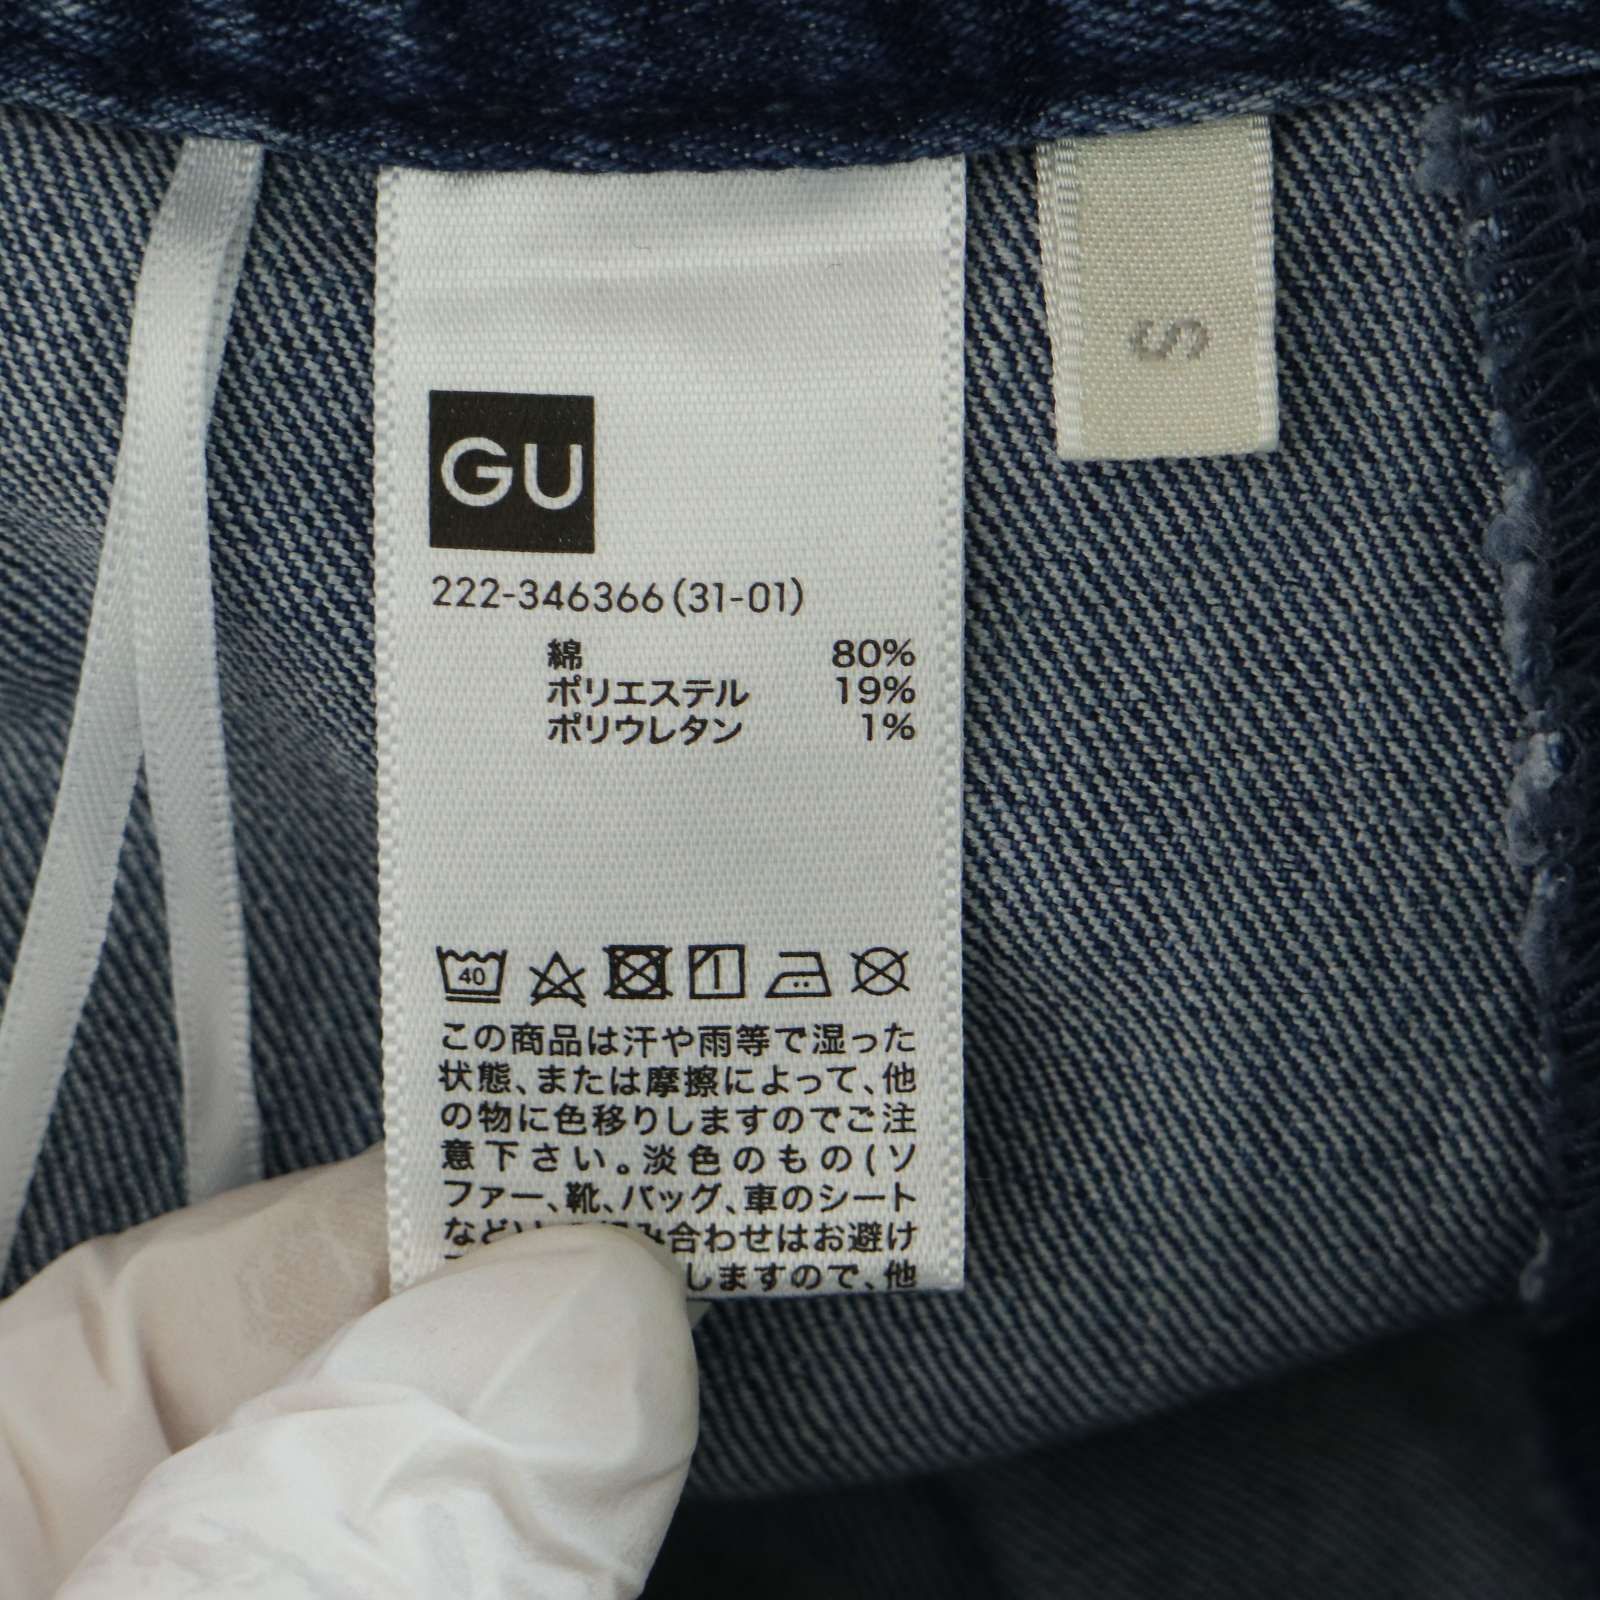 GU
S
222-346366(31-01)
綿 80%
ポリエステル 19%
ポリウレタン 1%
40
この商品は汗や雨等で湿った
状態、または摩擦によって、他
の物に色移りしますのでご注
意下さい。淡色のもの(ソ
ファー、靴、バッグ、車のシート
など) み合わせはお避け
しますので、他